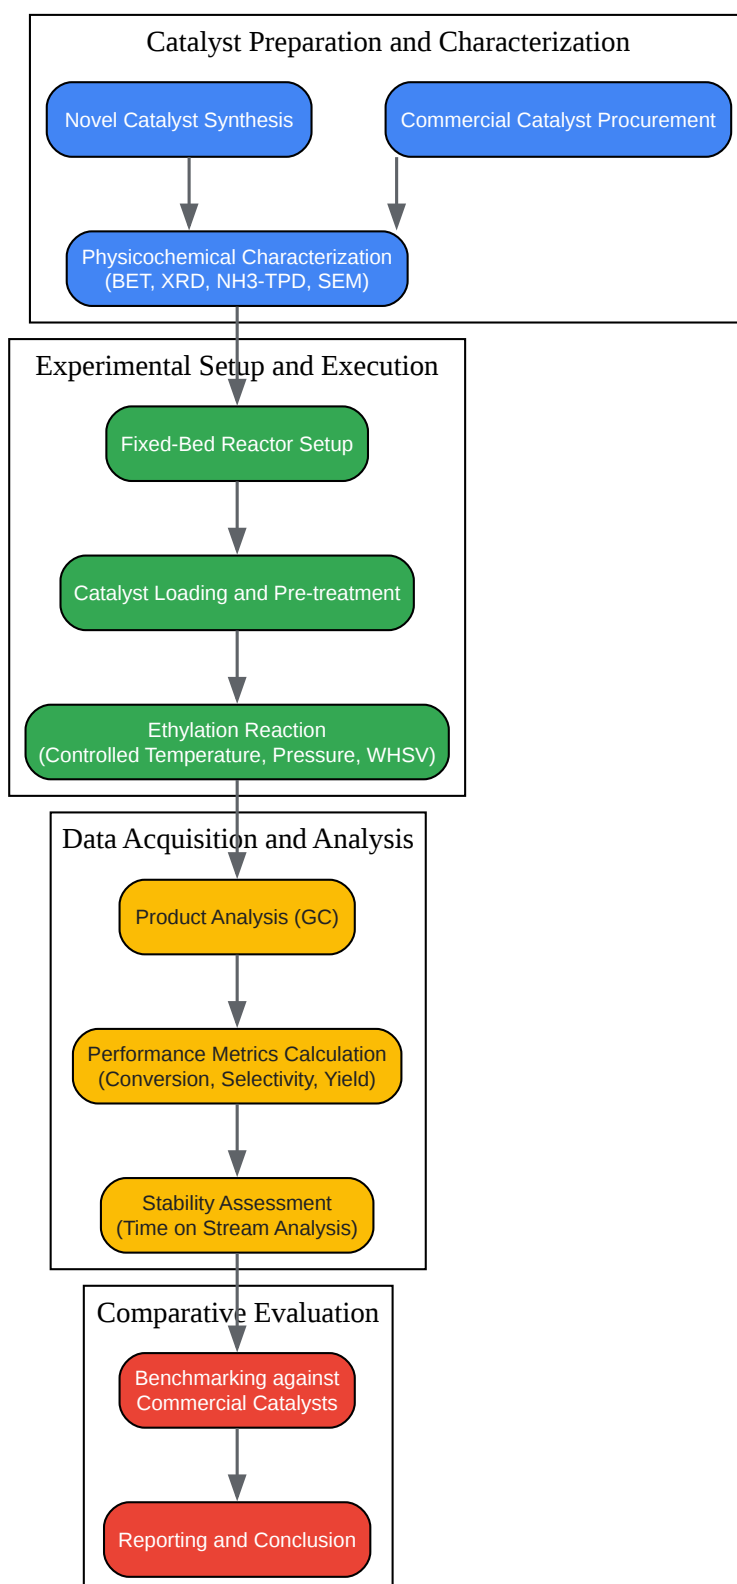 Catalyst Preparation and Characterization
Novel Catalyst Synthesis
Commercial Catalyst Procurement
Physicochemical Characterization
(BET, XRD, NH3-TPD, SEM)
Experimental Setup and Execution
Fixed-Bed Reactor Setup
Catalyst Loading and Pre-treatment
Ethylation Reaction
(Controlled Temperature, Pressure, WHSV)
Data Acquisition and Analysis
Product Analysis (GC)
Performance Metrics Calculation
(Conversion, Selectivity, Yield)
Stability Assessment
(Time on Stream Analysis)
Comparative Evaluation
Benchmarking against
Commercial Catalysts
Reporting and Conclusion